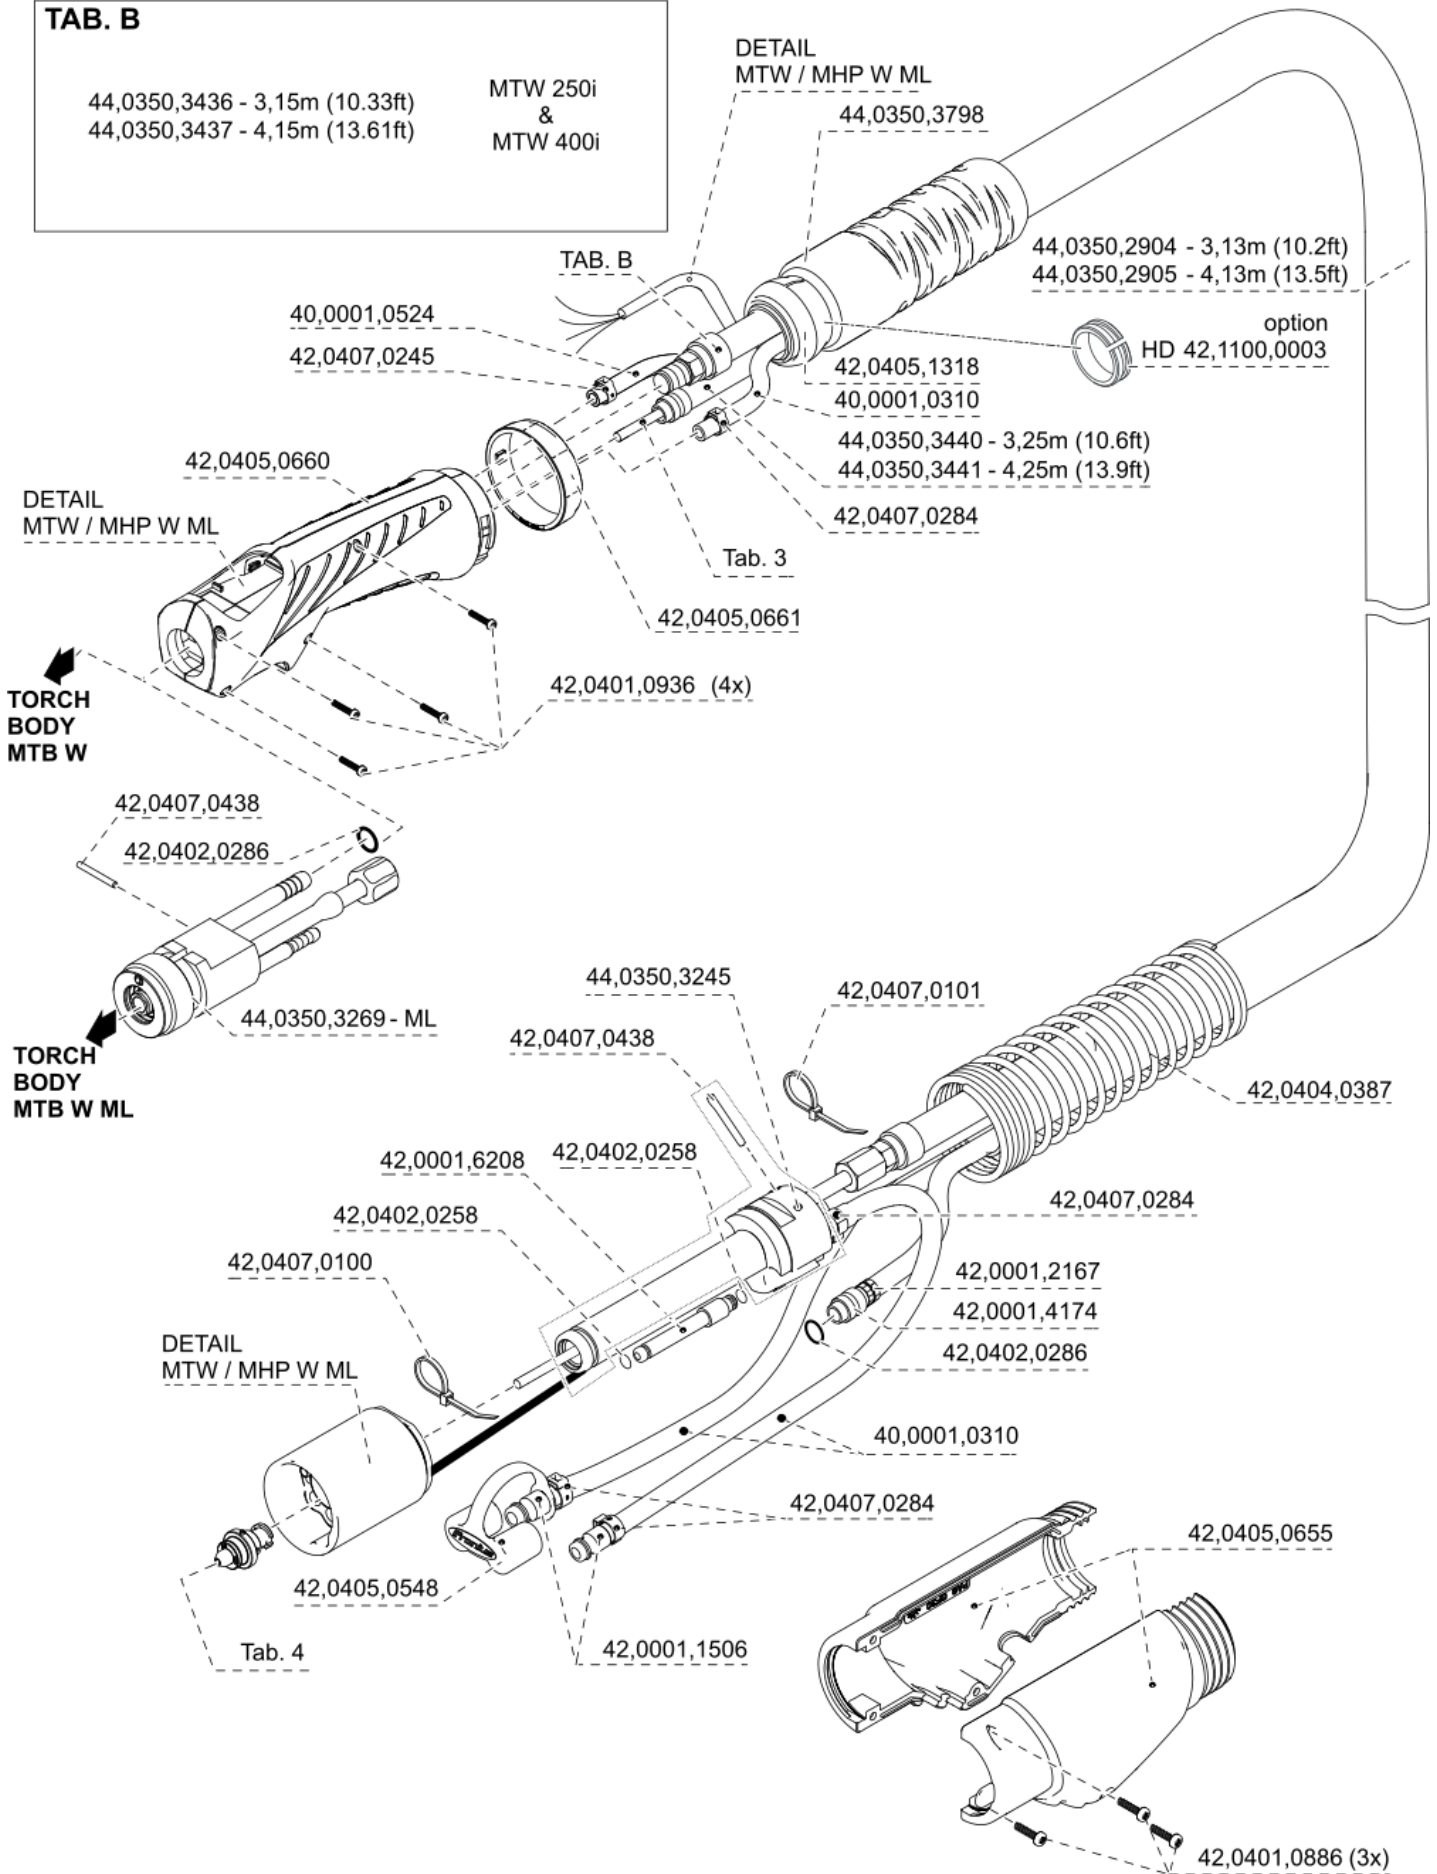 TAB. B
44,0350,3436 - 3,15m (10.33ft)
44,0350,3437 - 4,15m (13.61ft)
MTW 250i
&
MTW 400i
DETAIL
MTW / MHP W ML
44,0350,3798
44,0350,2904 - 3,13m (10.2ft)
44,0350,2905 - 4,13m (13.5ft)
TAB. B
40,0001,0524
42,0407,0245
option
HD 42,1100,0003
42,0405,1318
40,0001,0310
44,0350,3440 - 3,25m (10.6ft)
44,0350,3441 - 4,25m (13.9ft)
42,0407,0284
42,0405,0660
DETAIL
MTW / MHP W ML
Tab. 3
42,0405,0661
42,0401,0936 (4x)
TORCH
BODY
MTB W
42,0407,0438
42,0402,0286
44,0350,3269 - ML
TORCH
BODY
MTB W ML
44,0350,3245
42,0407,0101
42,0407,0438
42,0404,0387
42,0402,0258
42,0001,6208
42,0402,0258
42,0407,0284
42,0407,0100
42,0001,2167
42,0001,4174
42,0402,0286
DETAIL
MTW / MHP W ML
40,0001,0310
42,0407,0284
42,0405,0655
Fronius
42,0405,0548
42,0001,1506
Tab. 4
42,0401,0886 (3x)